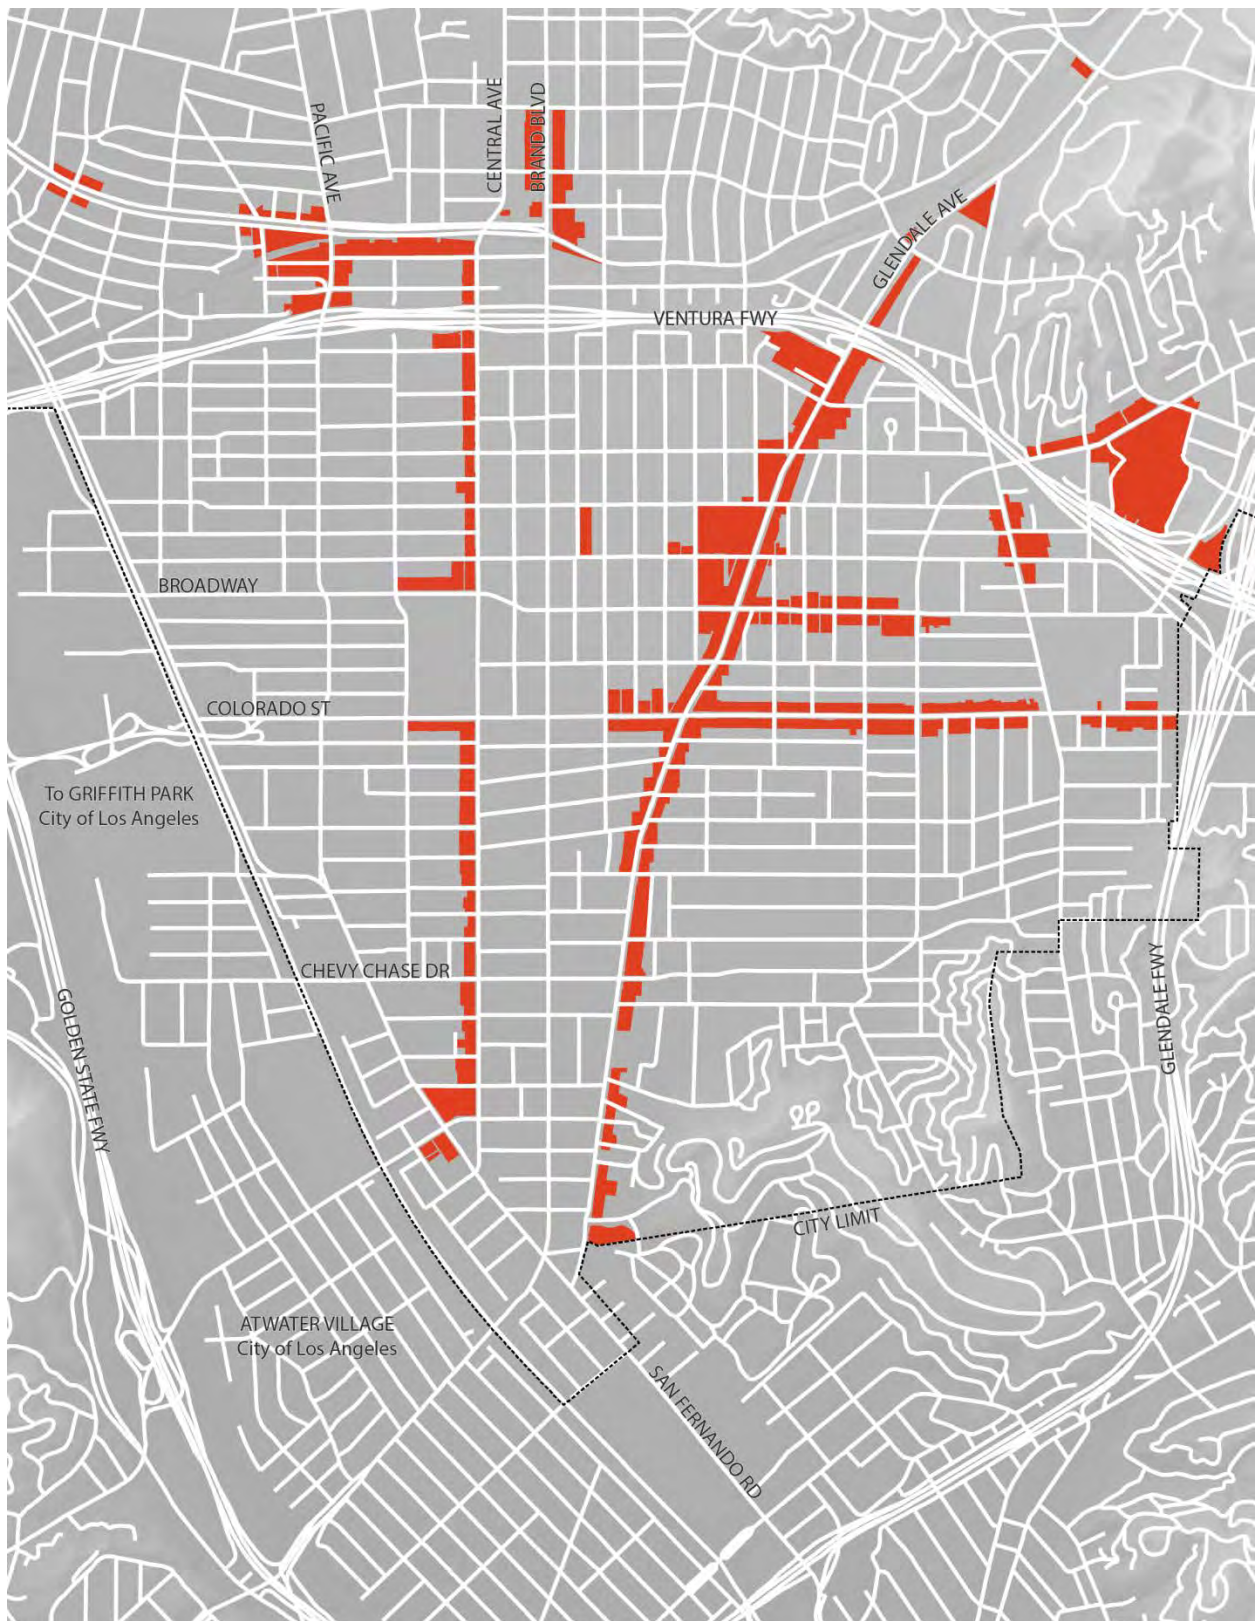 PACIFIC AVE
CENTRAL AVE
BRAND BLVD
GLENDALE AVE
VENTURA FWY
BROADWAY
COLORADO ST
To GRIFFITH PARK
City of Los Angeles
CHEVY CHASE DR
GOLDEN STATE FWY
GLENDALE FWY
CITY LIMIT
ATWATER VILLAGE
City of Los Angeles
SAN FERNANDO RD